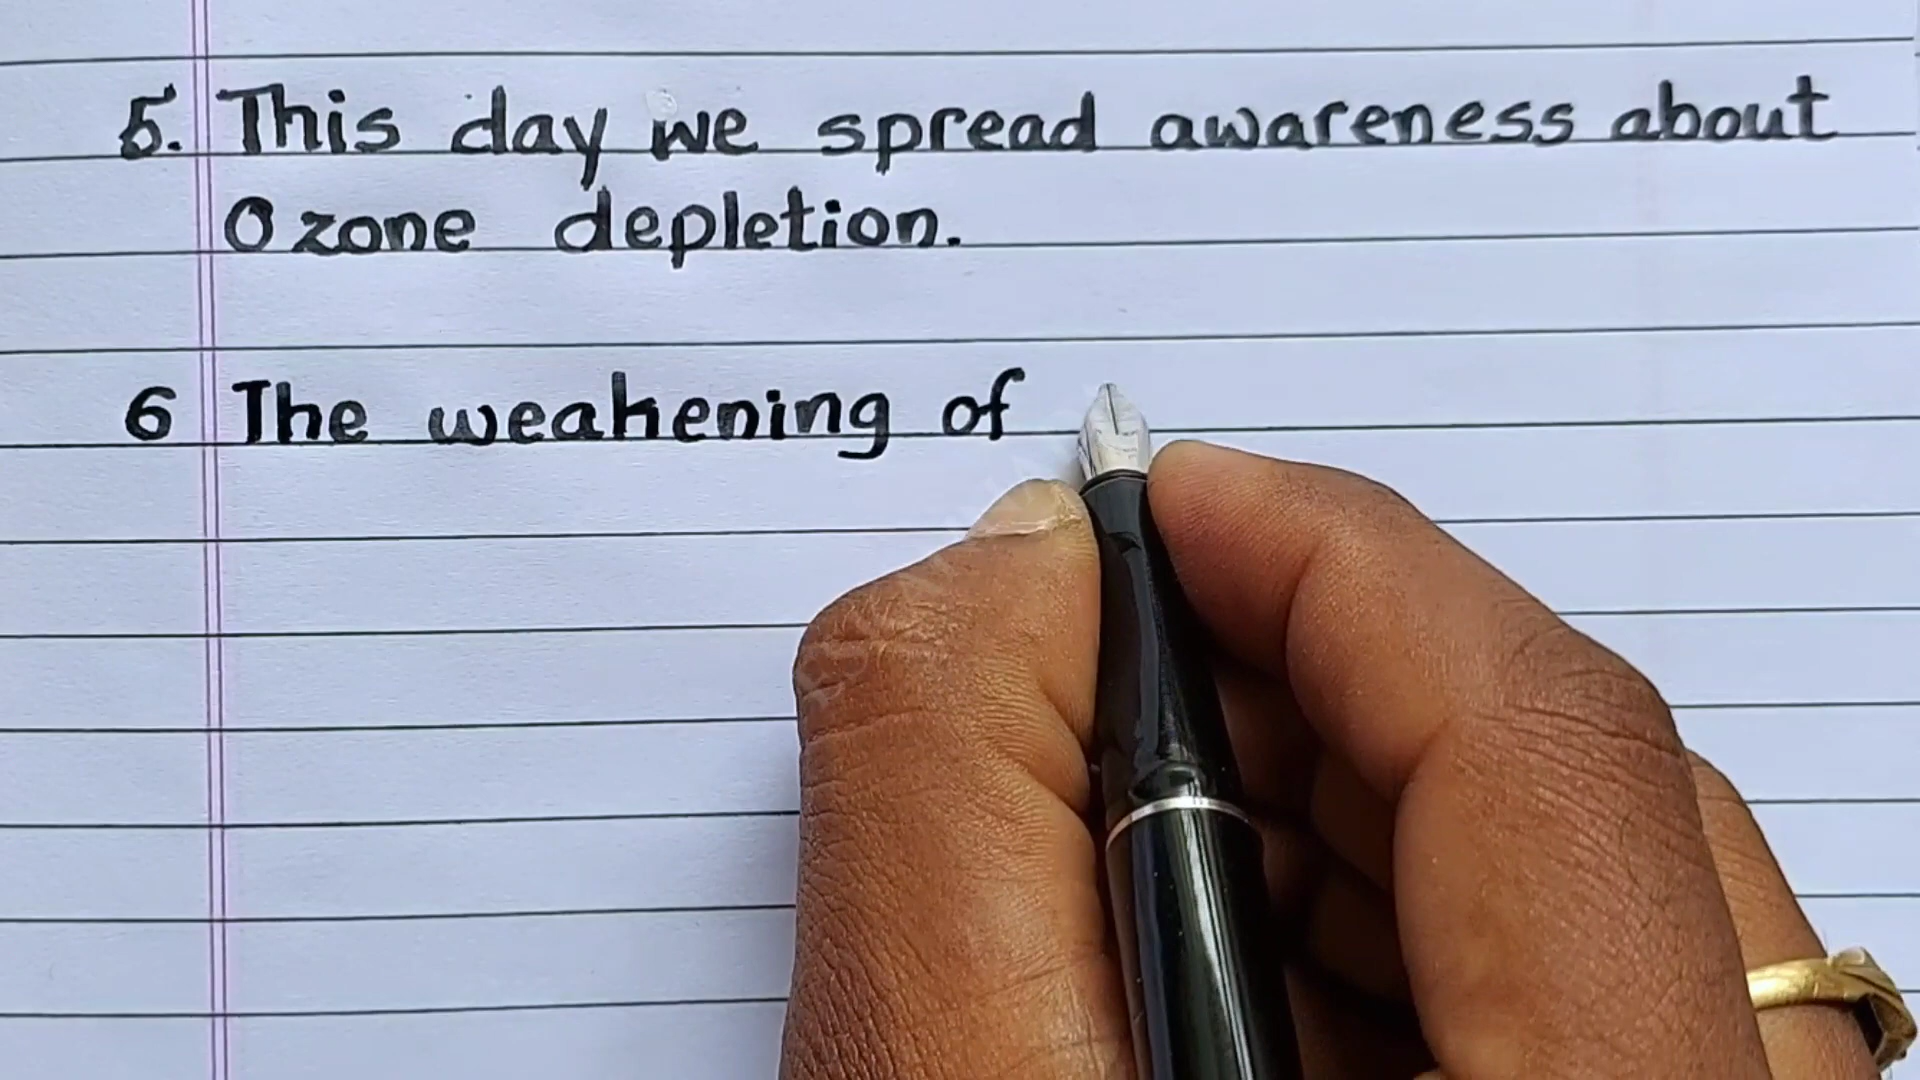 5. This day we spread awareness about
Ozone depletion.
6 The weakening of